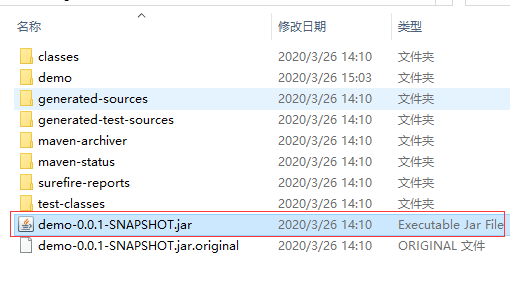 名称 修改日期 类型
classes 2020/3/26 14:10 文件夹
demo 2020/3/26 15:03 文件夹
generated-sources 2020/3/26 14:10 文件夹
generated-test-sources 2020/3/26 14:10 文件夹
maven-archiver 2020/3/26 14:10 文件夹
maven-status 2020/3/26 14:10 文件夹
surefire-reports 2020/3/26 14:10 文件夹
test-classes 2020/3/26 14:10 文件夹
demo-0.0.1-SNAPSHOT.jar 2020/3/26 14:10 Executable Jar File
demo-0.0.1-SNAPSHOT.jar.original 2020/3/26 14:10 ORIGINAL 文件